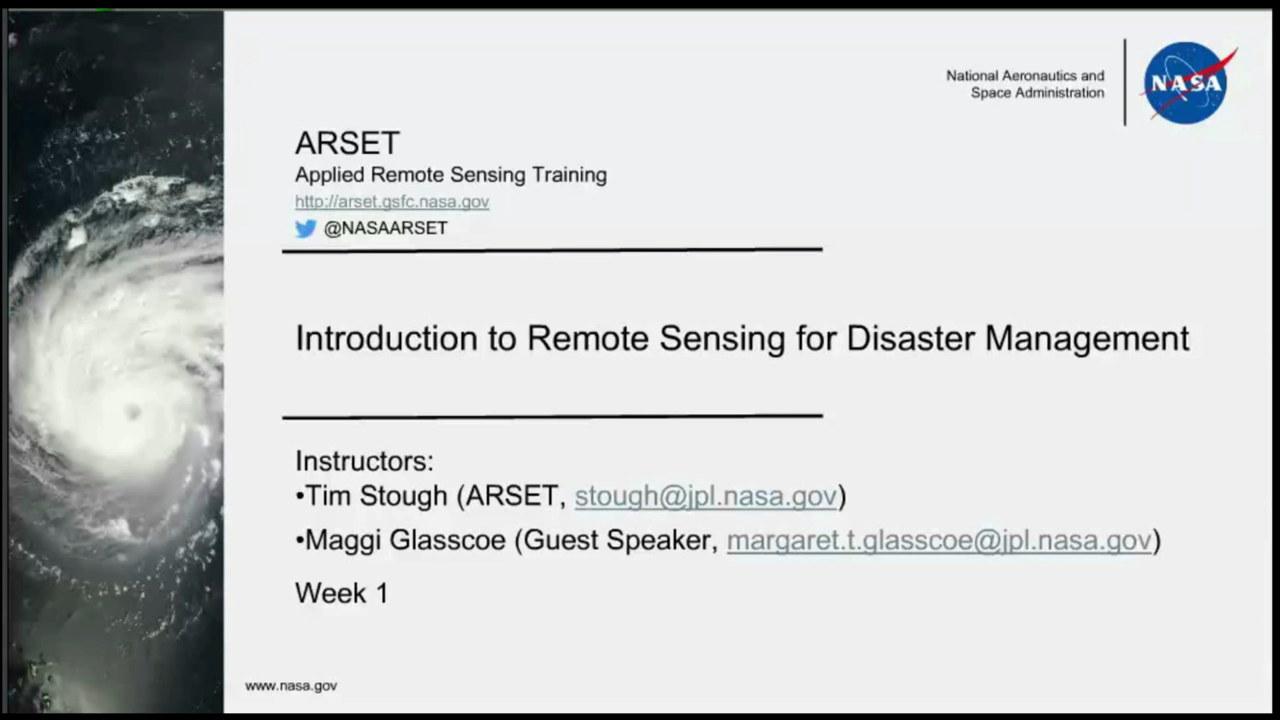 National Aeronautics and
Space Administration
NASA
ARSET
Applied Remote Sensing Training
http://arset.gsfc.nasa.gov
@NASAARSET
Introduction to Remote Sensing for Disaster Management
Instructors:
•Tim Stough (ARSET, stough@jpl.nasa.gov)
•Maggi Glasscoe (Guest Speaker, margaret.t.glasscoe@jpl.nasa.gov)
Week 1
www.nasa.gov